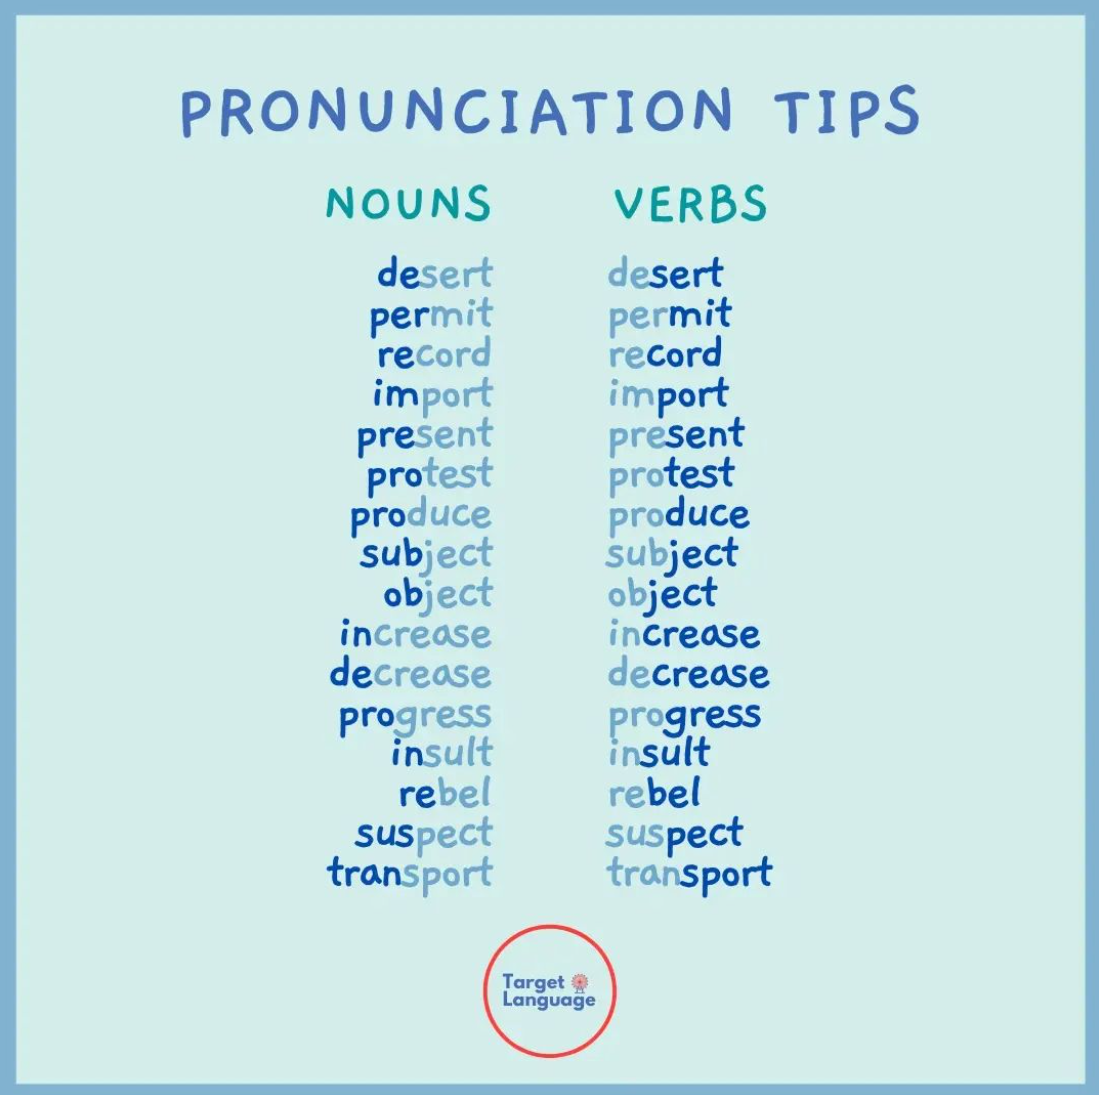 PRONUNCIATION TIPS
NOUNS VERBS
desert desert
permit permit
record record
import import
present present
protest protest
produce produce
subject subject
object object
increase increase
decrease decrease
progress progress
insult insult
rebel rebel
suspect suspect
transport transport
Target
Language